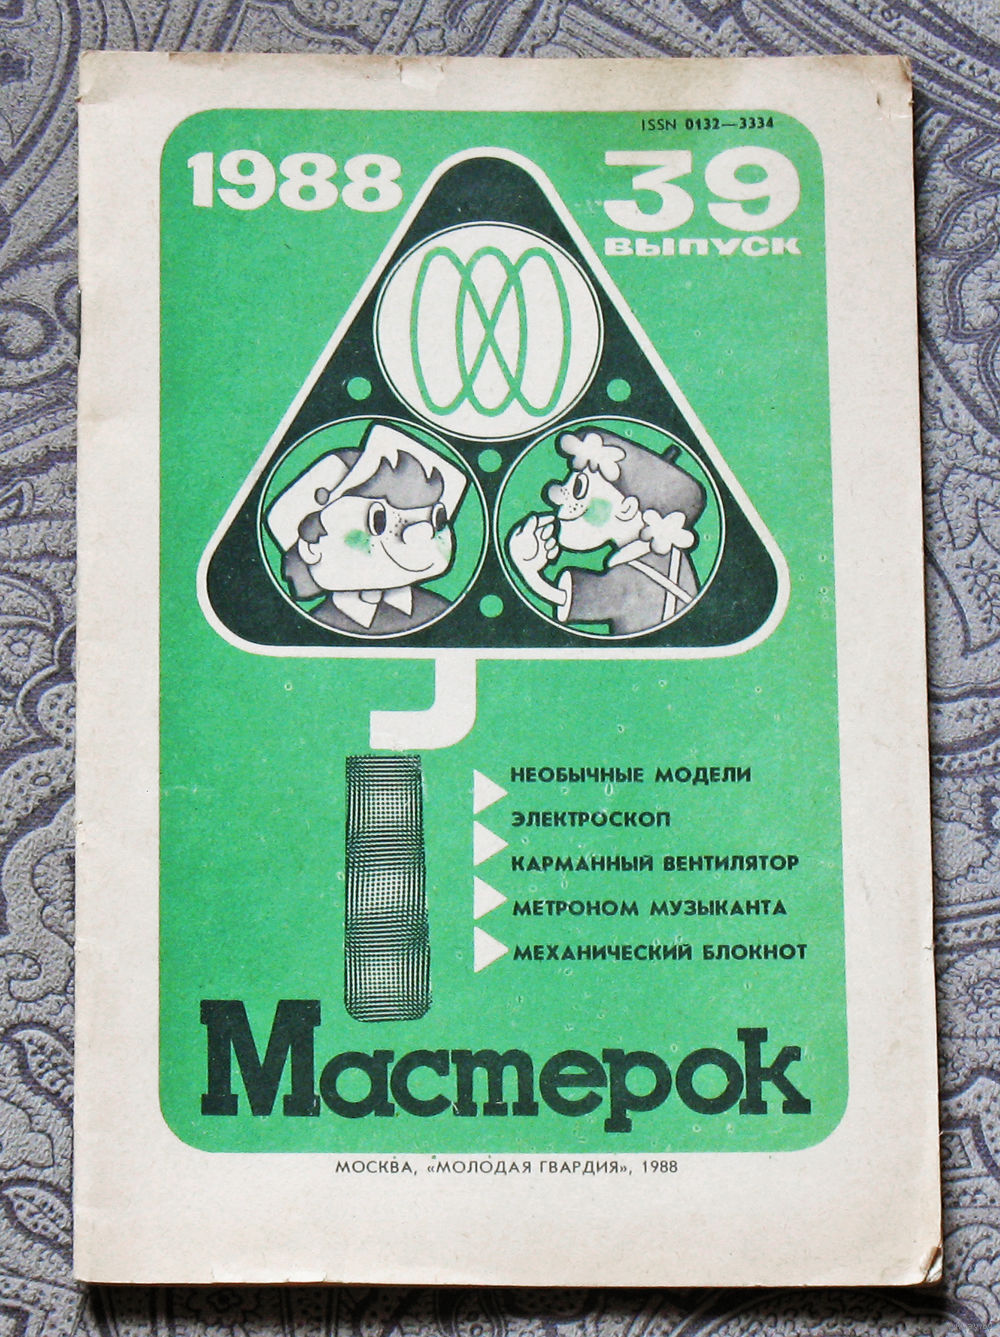 ISSN 0132—3334
1988
39
ВЫПУСК
НЕОБЫЧНЫЕ МОДЕЛИ
ЭЛЕКТРОСКОП
КАРМАННЫЙ ВЕНТИЛЯТОР
МЕТРОНОМ МУЗЫКАНТА
МЕХАНИЧЕСКИЙ БЛОКНОТ
Мастерок
МОСКВА, «МОЛОДАЯ ГВАРДИЯ», 1988